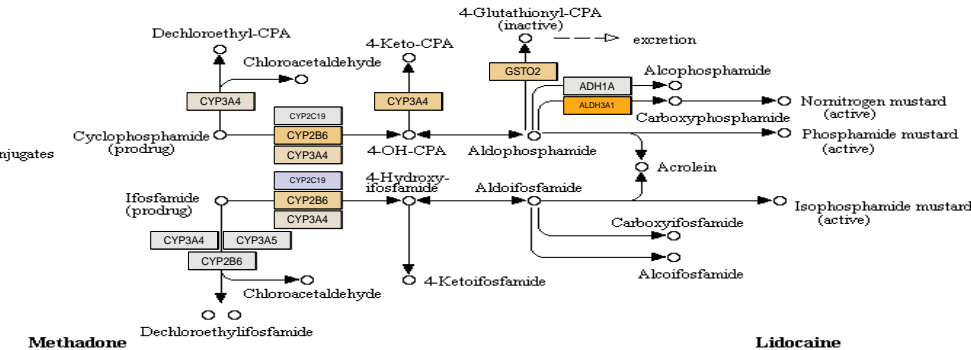 4-Glutathionyl-CPA
(inactive)
excretion
Dechloroethyl-CPA
4-Keto-CPA
Chloroacetaldehyde
GSTO2
Alcophosphamide
ADH1A
CYP3A4
CYP3A4
ALDH3A1
Nornitrogen mustard
(active)
CYP2C19
Carboxyphosphamide
Cyclophosphamide
(prodrug)
CYP2B6
4-OH-CPA
Aldophosphamide
Phosphamide mustard
(active)
njugates
CYP3A4
Acrolein
CYP2C19
4-Hydroxy-
ifosfamide
Aldoifosfamide
Ifosfamide
(prodrug)
CYP2B6
Isophosphamide mustard
(active)
CYP3A4
Carboxyifosfamide
CYP3A4
CYP3A5
CYP2B6
Alcoifosfamide
4-Ketoifosfamide
Chloroacetaldehyde
Dechloroethylifosfamide
Methadone
Lidocaine